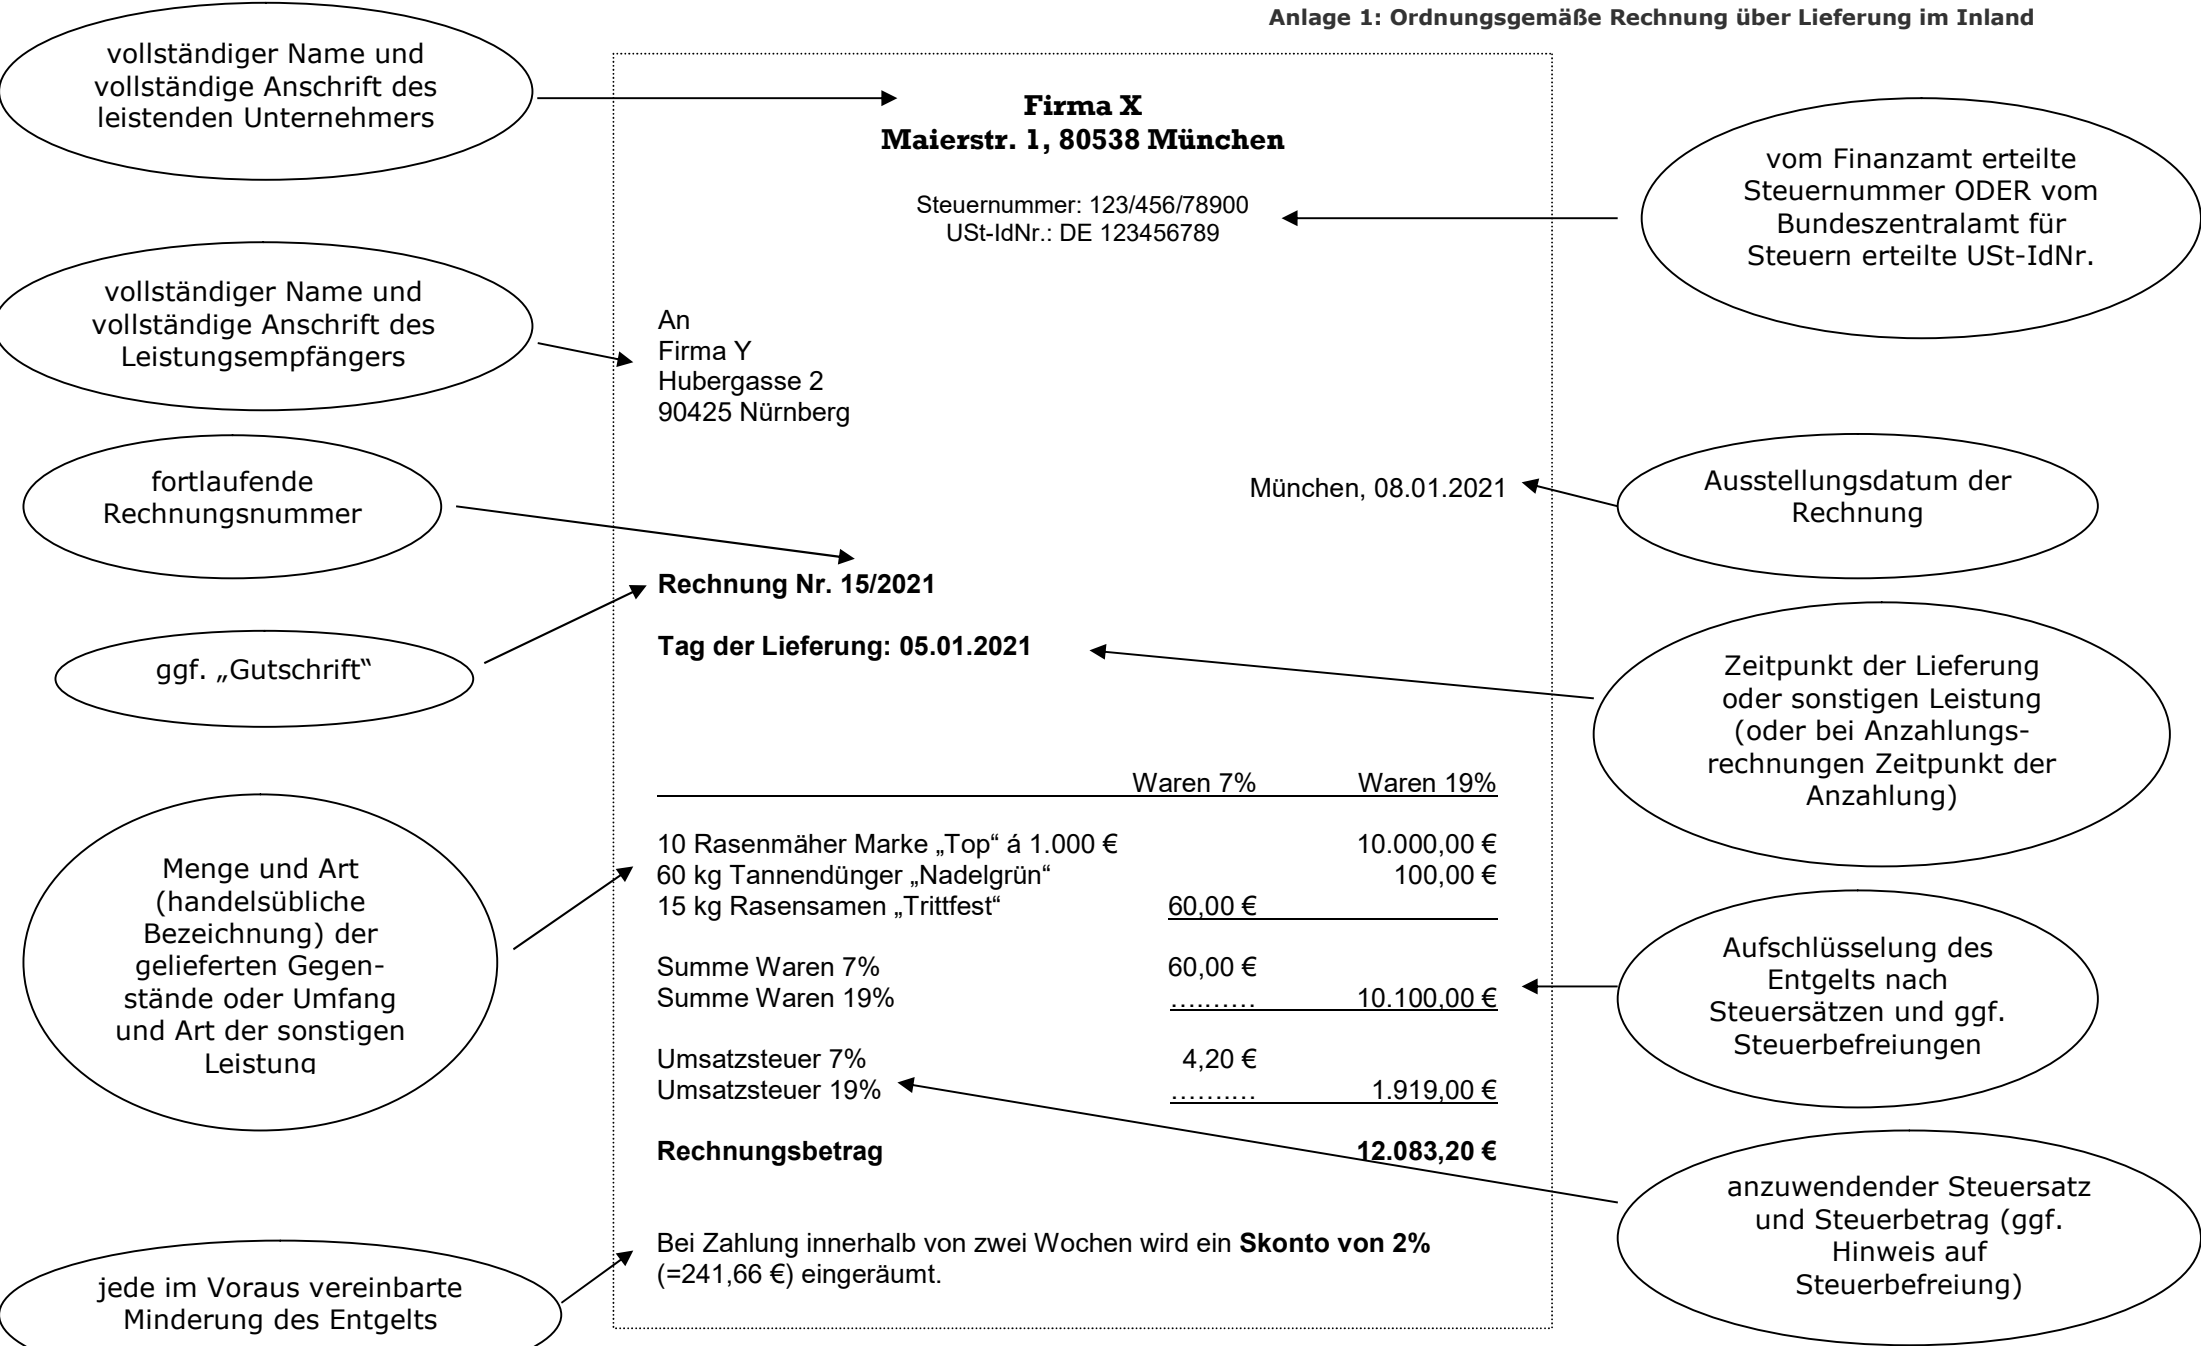 Anlage 1: Ordnungsgemäße Rechnung über Lieferung im Inland
vollständiger Name und
vollständige Anschrift des
leistenden Unternehmers
Firma X
Maierstr. 1, 80538 München
Steuernummer: 123/456/78900
USt-IdNr.: DE 123456789
vom Finanzamt erteilte
Steuernummer ODER vom
Bundeszentralamt für
Steuern erteilte USt-IdNr.
vollständiger Name und
vollständige Anschrift des
Leistungsempfängers
An
Firma Y
Hubergasse 2
90425 Nürnberg
fortlaufende
Rechnungsnummer
München, 08.01.2021
Ausstellungsdatum der
Rechnung
Rechnung Nr. 15/2021
ggf. „Gutschrift“
Tag der Lieferung: 05.01.2021
Zeitpunkt der Lieferung
oder sonstigen Leistung
(oder bei Anzahlungs-
rechnungen Zeitpunkt der
Anzahlung)
Waren 7% Waren 19%
10 Rasenmäher Marke „Top“ á 1.000 € 10.000,00 €
60 kg Tannendünger „Nadelgrün“ 100,00 €
15 kg Rasensamen „Trittfest“ 60,00 €
Menge und Art
(handelsübliche
Bezeichnung) der
gelieferten Gegen-
stände oder Umfang
und Art der sonstigen
Leistung
Summe Waren 7% 60,00 €
Summe Waren 19% ………. 10.100,00 €
Aufschlüsselung des
Entgelts nach
Steuersätzen und ggf.
Steuerbefreiungen
Umsatzsteuer 7% 4,20 €
Umsatzsteuer 19% ………. 1.919,00 €
Rechnungsbetrag 12.083,20 €
anzuwendender Steuersatz
und Steuerbetrag (ggf.
Hinweis auf
Steuerbefreiung)
Bei Zahlung innerhalb von zwei Wochen wird ein Skonto von 2%
(=241,66 €) eingeräumt.
jede im Voraus vereinbarte
Minderung des Entgelts